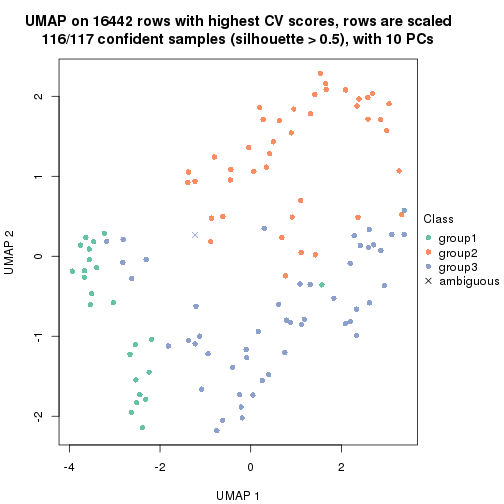 UMAP on 16442 rows with highest CV scores, rows are scaled
116/117 confident samples (silhouette > 0.5), with 10 PCs
2
1
0
-1
-2
UMAP 2
-4
-2
0
2
UMAP 1
Class
group1
group2
group3
ambiguous